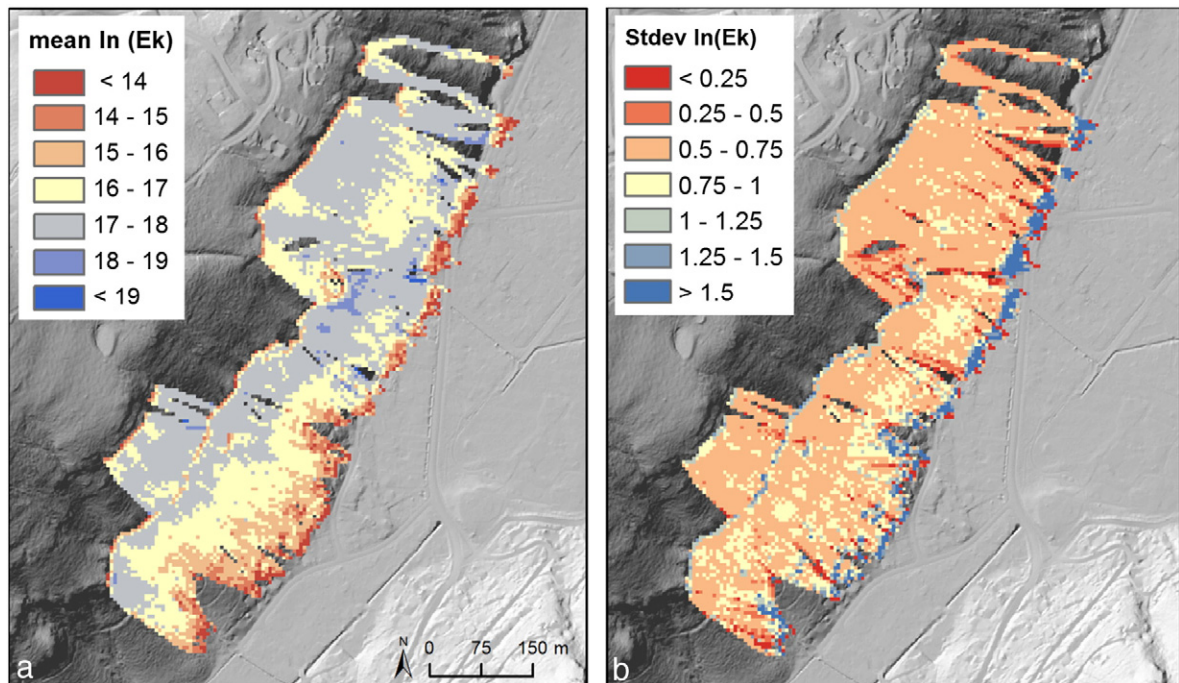 mean ln (Ek)
< 14
14 - 15
15 - 16
16 - 17
17 - 18
18 - 19
< 19
N
0 75 150 m
a
Stdev ln(Ek)
< 0.25
0.25 - 0.5
0.5 - 0.75
0.75 - 1
1 - 1.25
1.25 - 1.5
> 1.5
b